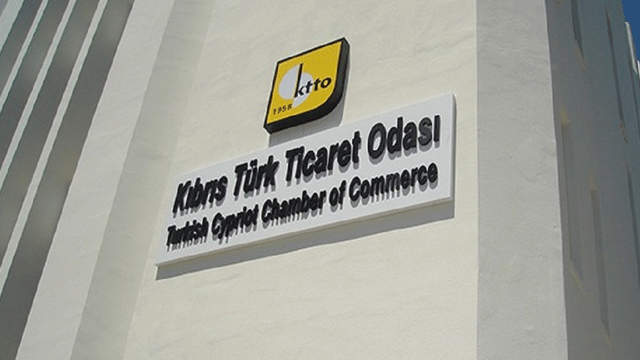 ktto
1958
Kıbrıs Türk Ticaret Odası
Turkish Cypriot Chamber of Commerce